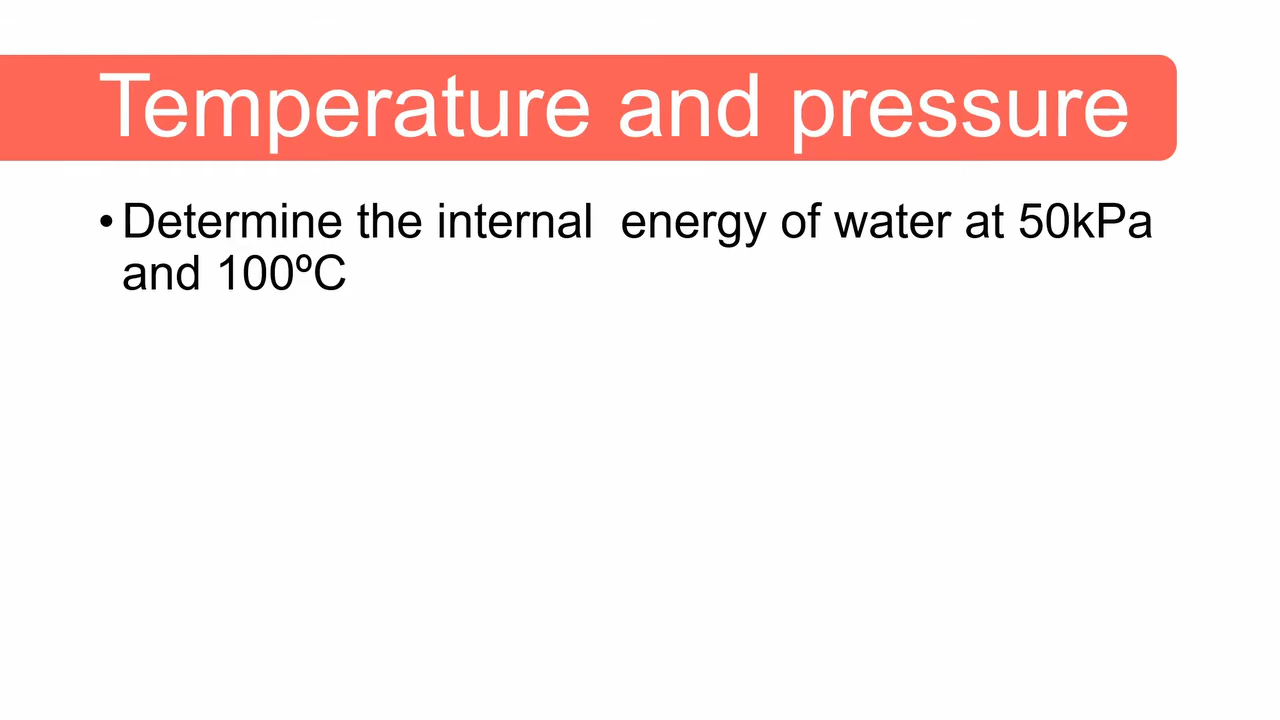 Temperature and pressure
•Determine the internal  energy of water at 50kPa
and 100ºC